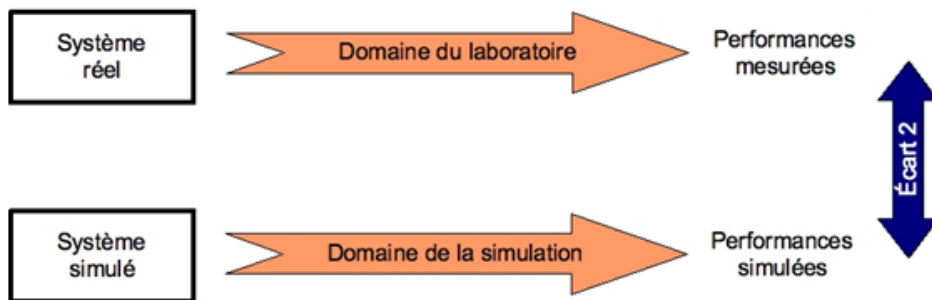 Système
réel
Domaine du laboratoire
Performances
mesurées
Écart 2
Système
simulé
Domaine de la simulation
Performances
simulées